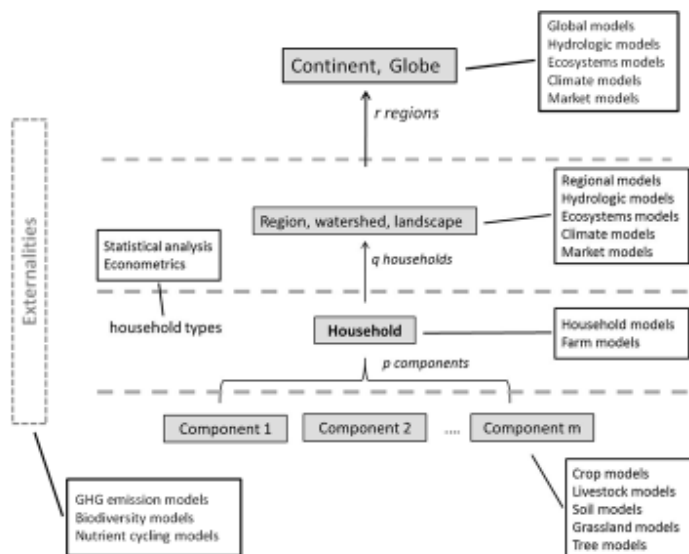 Global models
Hydrologic models
Ecosystems models
Climate models
Market models
Continent, Globe
r regions
Externalities
Regional models
Hydrologic models
Ecosystems models
Climate models
Market models
Region, watershed, landscape
Statistical analysis
Econometrics
q households
household types
Household
Household models
Farm models
p components
Component 1
Component 2
....
Component m
GHG emission models
Biodiversity models
Nutrient cycling models
Crop models
Livestock models
Soil models
Grassland models
Tree models